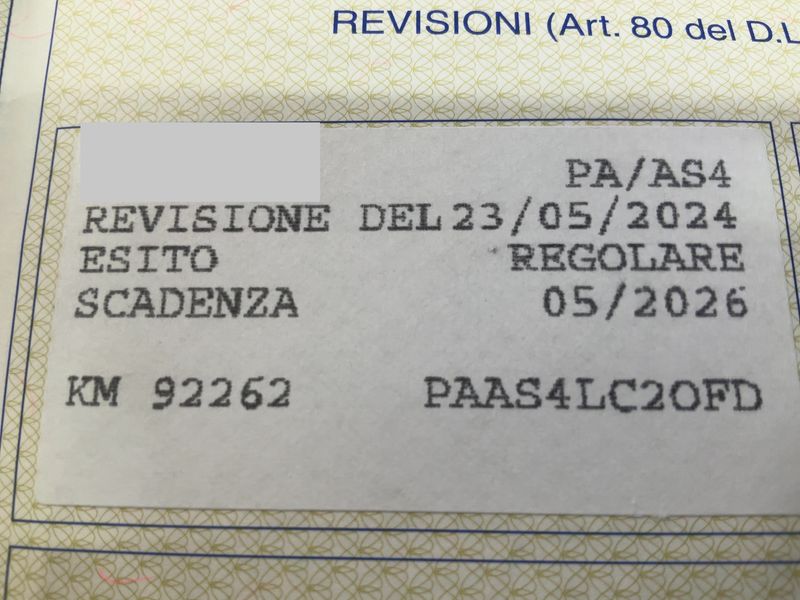 REVISIONI (Art. 80 del D.L
PA/AS4
REVISIONE DEL 23/05/2024
ESITO REGOLARE
SCADENZA 05/2026
KM 92262 PAAS4LC2OFD